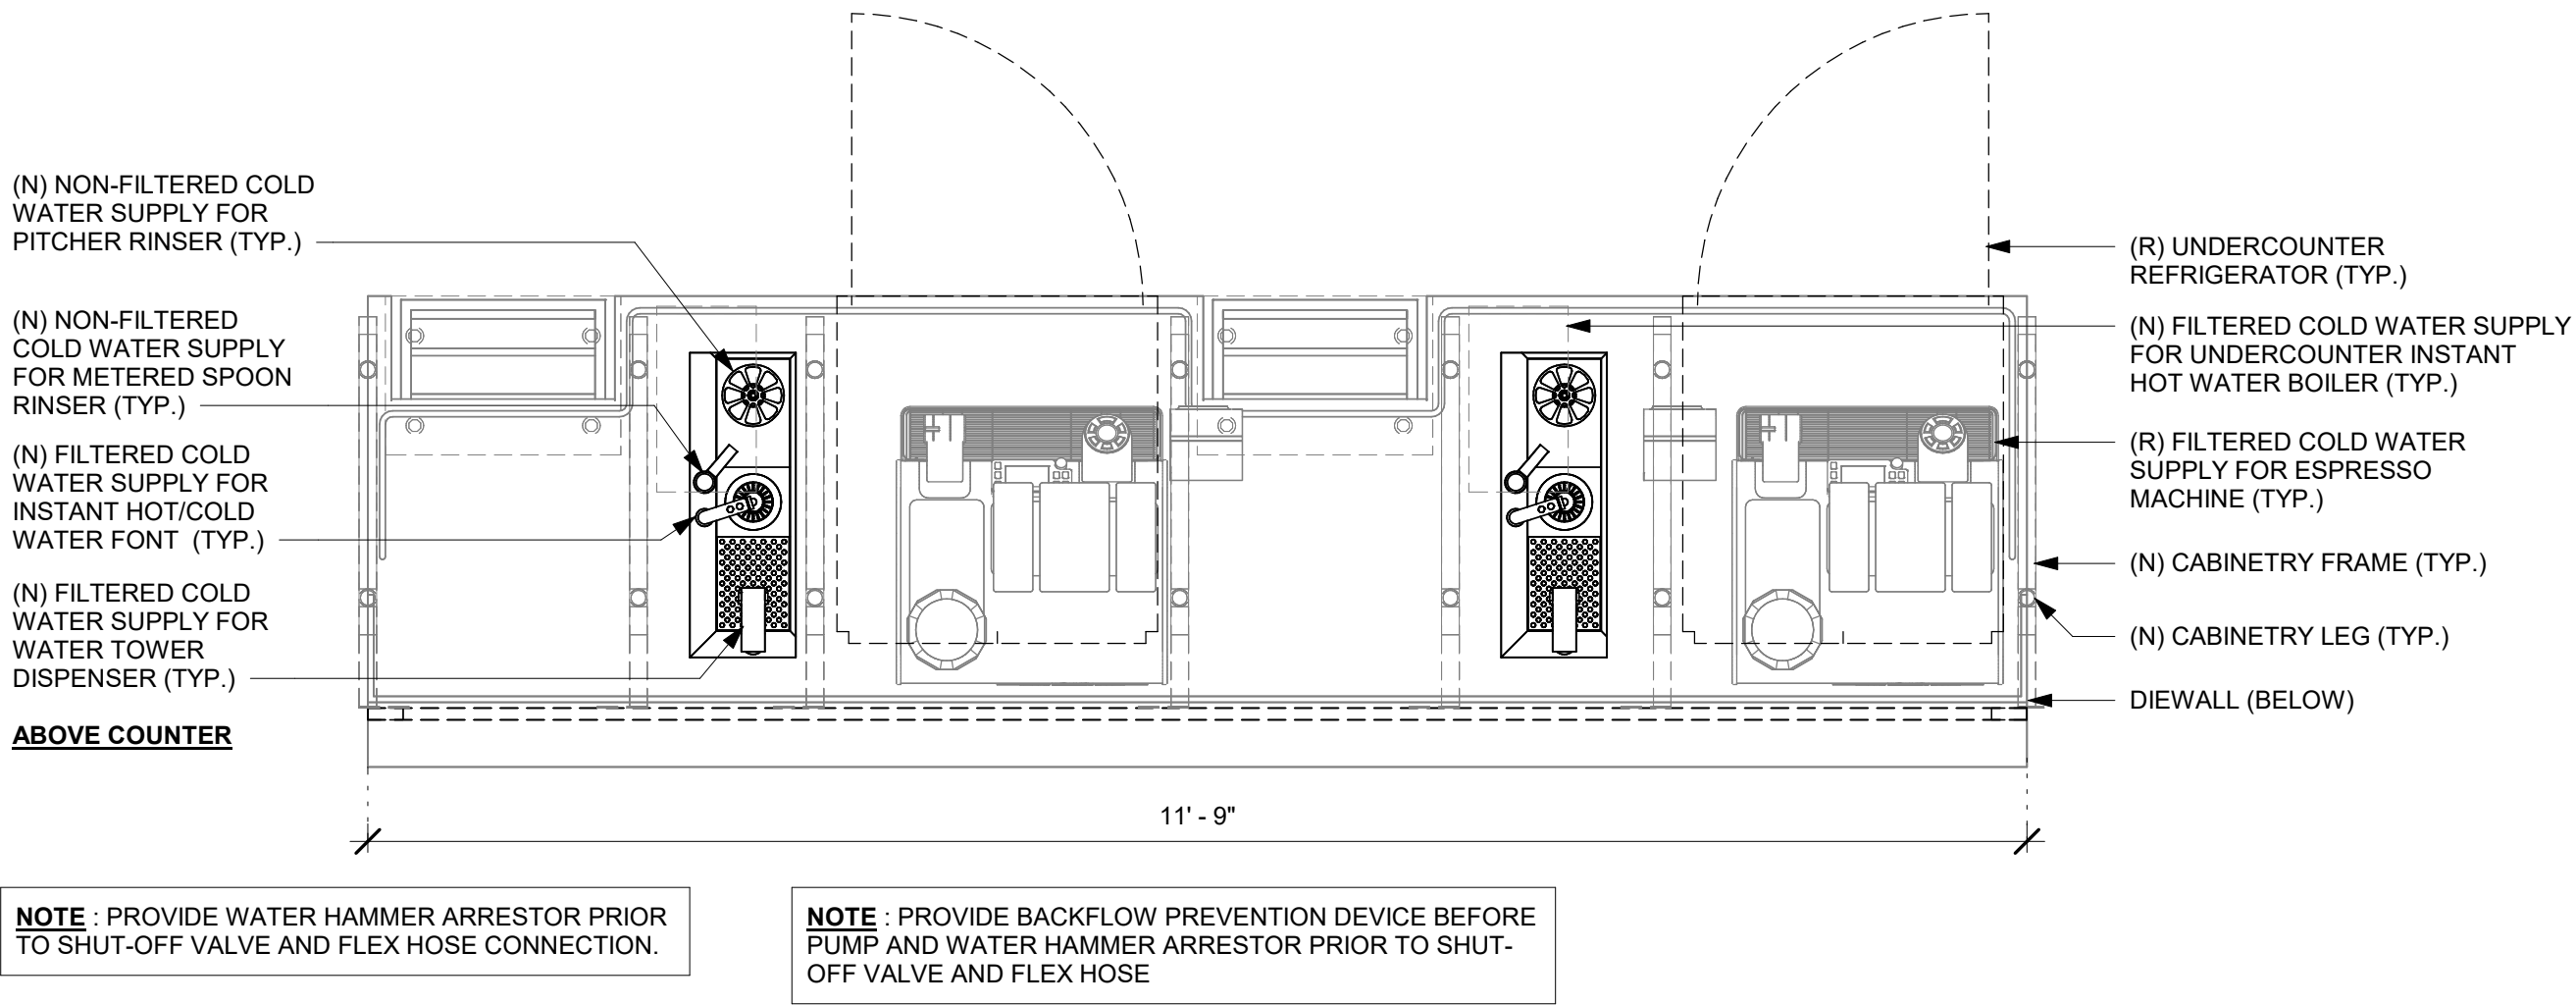 (N) NON-FILTERED COLD
WATER SUPPLY FOR
PITCHER RINSER (TYP.)
(N) NON-FILTERED
COLD WATER SUPPLY
FOR METERED SPOON
RINSER (TYP.)
(N) FILTERED COLD
WATER SUPPLY FOR
INSTANT HOT/COLD
WATER FONT (TYP.)
(N) FILTERED COLD
WATER SUPPLY FOR
WATER TOWER
DISPENSER (TYP.)
ABOVE COUNTER
(R) UNDERCOUNTER
REFRIGERATOR (TYP.)
(N) FILTERED COLD WATER SUPPLY
FOR UNDERCOUNTER INSTANT
HOT WATER BOILER (TYP.)
(R) FILTERED COLD WATER
SUPPLY FOR ESPRESSO
MACHINE (TYP.)
(N) CABINETRY FRAME (TYP.)
(N) CABINETRY LEG (TYP.)
DIEWALL (BELOW)
11' - 9"
NOTE : PROVIDE WATER HAMMER ARRESTOR PRIOR
TO SHUT-OFF VALVE AND FLEX HOSE CONNECTION.
NOTE : PROVIDE BACKFLOW PREVENTION DEVICE BEFORE
PUMP AND WATER HAMMER ARRESTOR PRIOR TO SHUT-
OFF VALVE AND FLEX HOSE